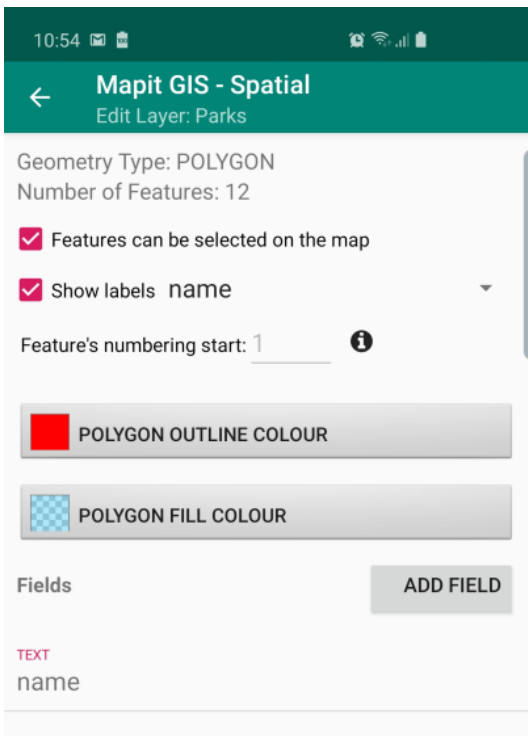 10:54
Mapit GIS - Spatial
Edit Layer: Parks
Geometry Type: POLYGON
Number of Features: 12
Features can be selected on the map
Show labels name
Feature's numbering start: 1
POLYGON OUTLINE COLOUR
POLYGON FILL COLOUR
Fields ADD FIELD
TEXT
name